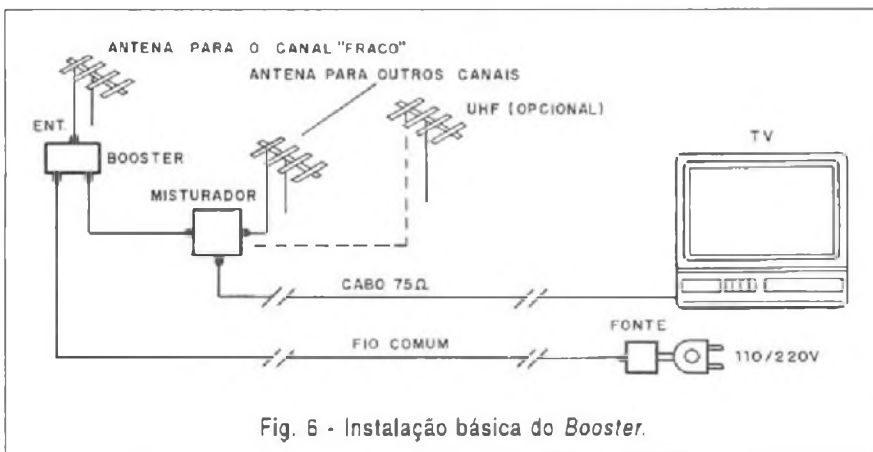 ANTENA PARA O CANAL "FRACO"
ANTENA PARA OUTROS CANAIS
UHF (OPCIONAL)
TV
ENT.
BOOSTER
MISTURADOR
CABO 75Ω
FONTE
FIO COMUM
110/220V
Fig. 6 - Instalação básica do Booster.